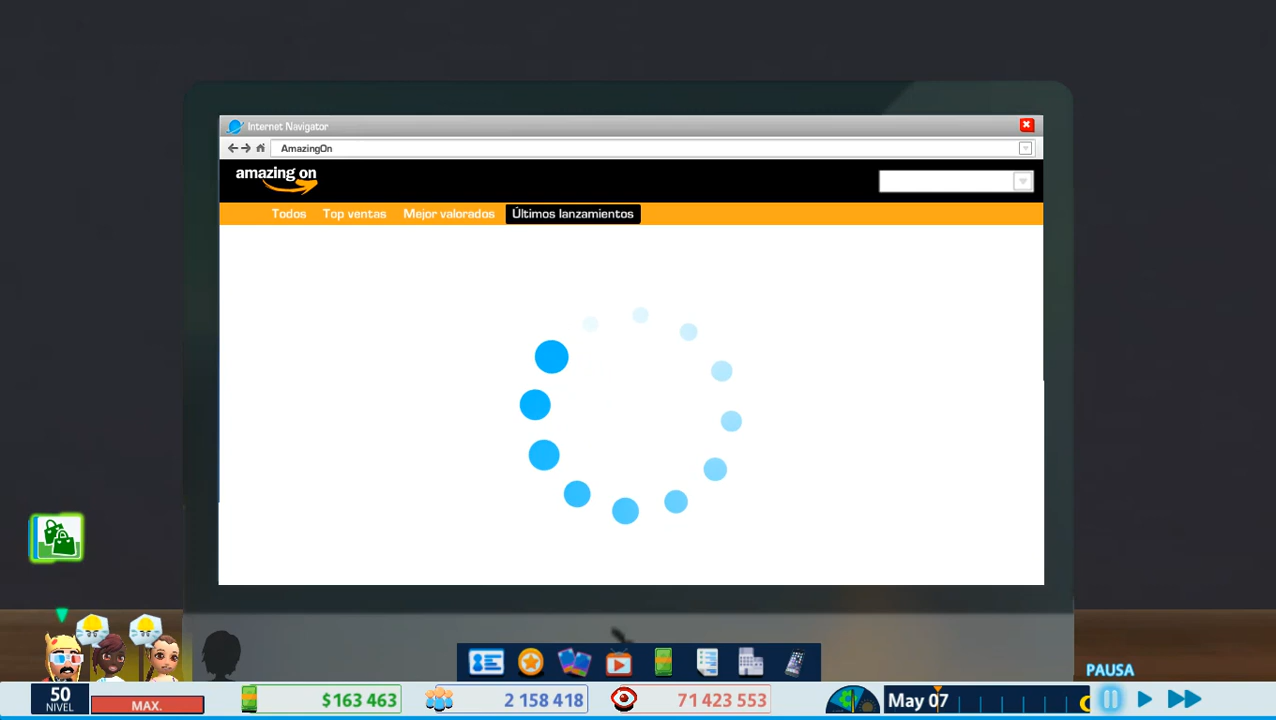 Internet Navigator
AmazingOn
amazing on
Todos Top ventas Mejor valorados Últimos lanzamientos
PAUSA
50
NIVEL
MAX.
$163 463
2 158 418
71 423 553
May 07